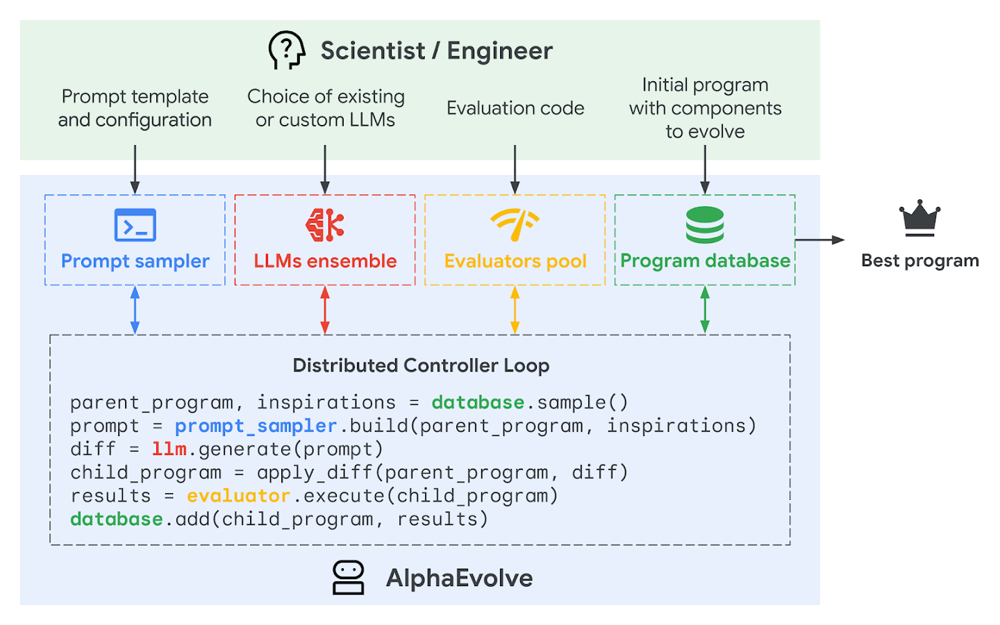 Scientist / Engineer
Prompt template
and configuration
Choice of existing
or custom LLMs
Evaluation code
Initial program
with components
to evolve
Prompt sampler
LLMs ensemble
Evaluators pool
Program database
Best program
Distributed Controller Loop
parent_program, inspirations = database.sample()
prompt = prompt_sampler.build(parent_program, inspirations)
diff = llm.generate(prompt)
child_program = apply_diff(parent_program, diff)
results = evaluator.execute(child_program)
database.add(child_program, results)
AlphaEvolve